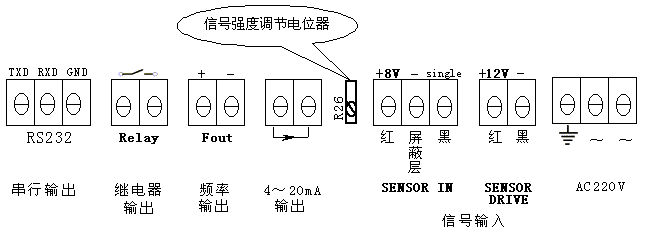 信号强度调节电位器
TXD RXD GND
+ −
R26
+8V − single
+12V −
RS232
Relay
Fout
红 屏蔽层 黑
红 黑
～ ～
串行输出
继电器
输出
频率
输出
4～20mA
输出
SENSOR IN
SENSOR
DRIVE
AC220V
信号输入